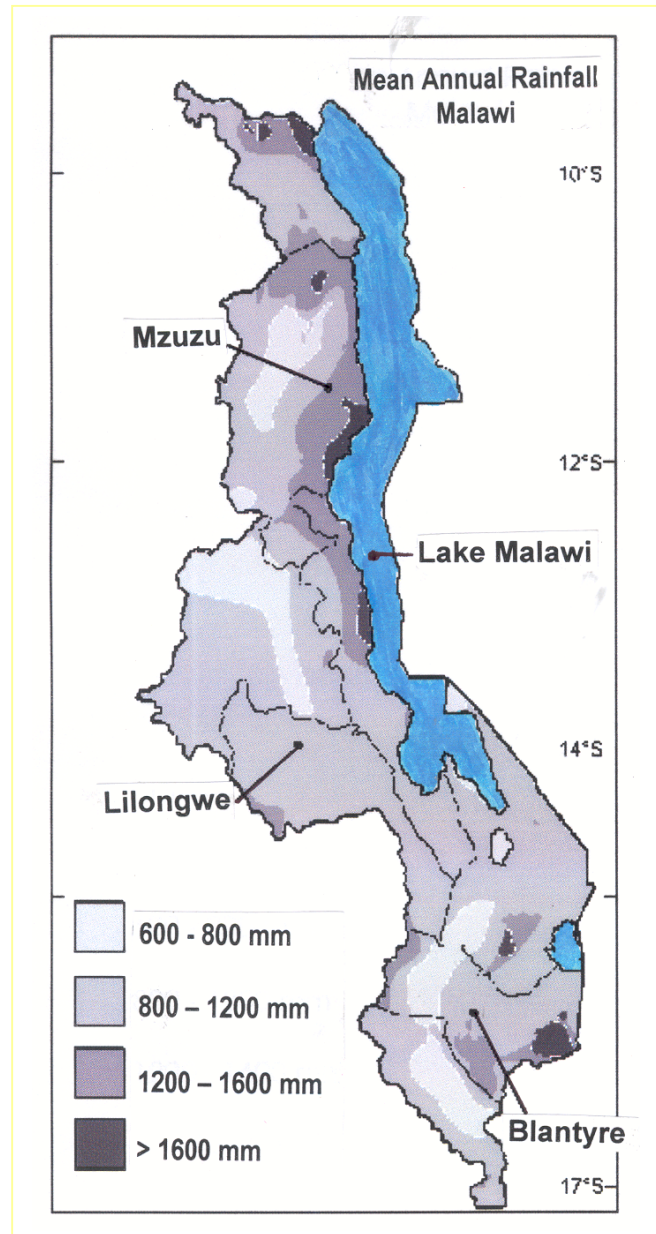 Mean Annual Rainfall
Malawi
10°S
Mzuzu
12°S
Lake Malawi
14°S
Lilongwe
600 - 800 mm
800 – 1200 mm
1200 – 1600 mm
Blantyre
> 1600 mm
17°S